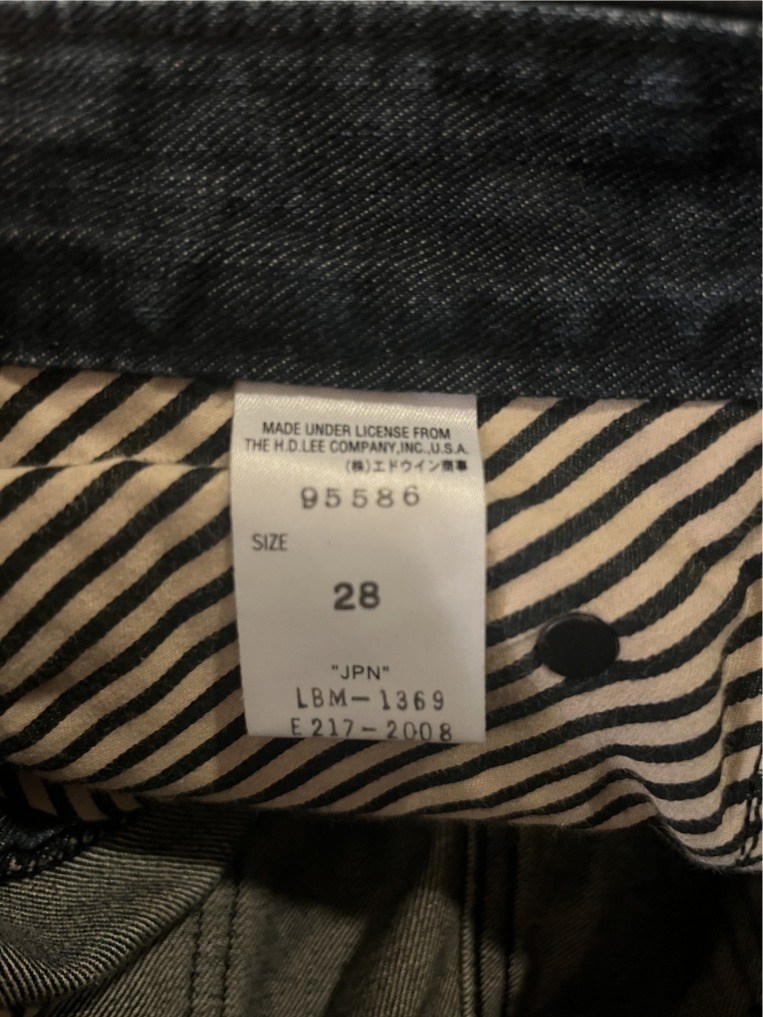 MADE UNDER LICENSE FROM
THE H.D.LEE COMPANY,INC.,U.S.A.
(株)エドウイン商事
95586
SIZE
28
"JPN"
LBM-1369
E217-2008